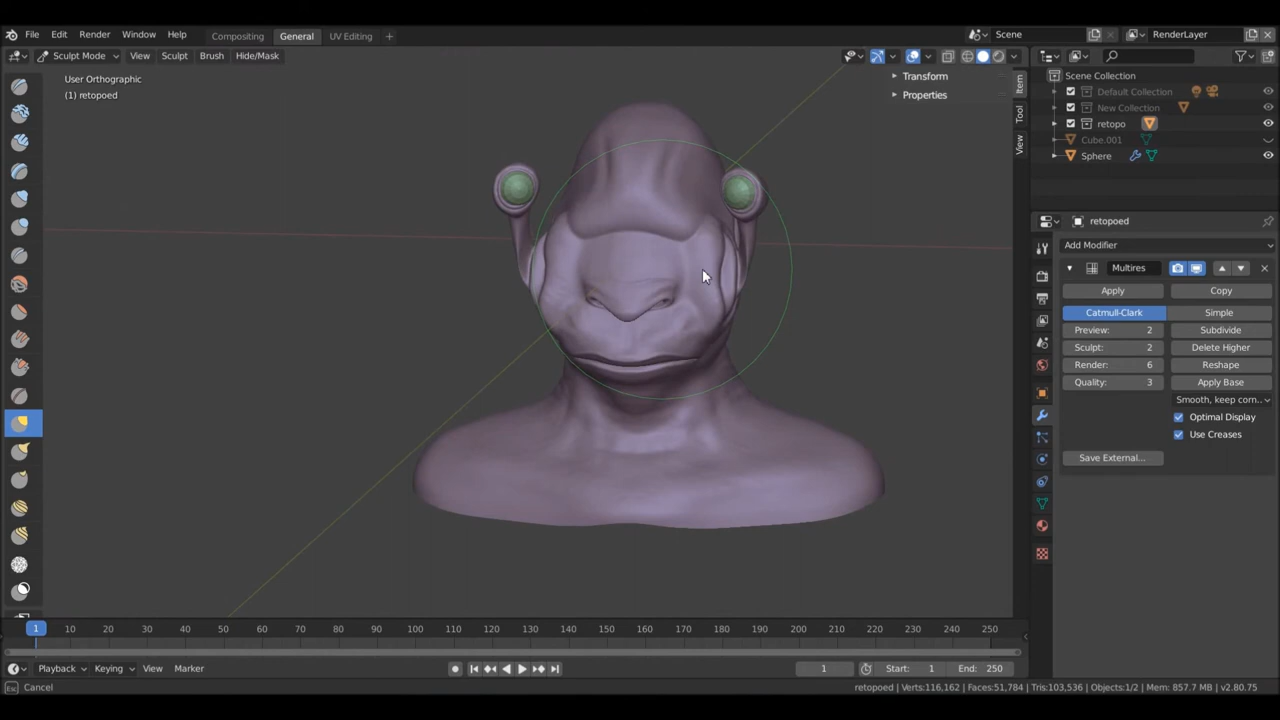 File Edit Render Window Help Compositing General UV Editing + Scene RenderLayer
Sculpt Mode View Sculpt Brush Hide/Mask
User Orthographic
(1) retopoed
Transform
Properties
Item
Tool
View
Scene Collection
Default Collection
New Collection
retopo
Cube.001
Sphere
retopoed
Add Modifier
Multires
Apply Copy
Catmull-Clark Simple
Preview: 2 Subdivide
Sculpt: 2 Delete Higher
Render: 6 Reshape
Quality: 3 Apply Base
Smooth, keep corn..
Optimal Display
Use Creases
Save External...
1 10 20 30 40 50 60 70 80 90 100 110 120 130 140 150 160 170 180 190 200 210 220 230 240 250
Playback Keying View Marker 1 Start: 1 End: 250
Esc Cancel retopoed | Verts:116,162 | Faces:51,784 | Tris:103,536 | Objects:1/2 | Mem: 857.7 MB | v2.80.75